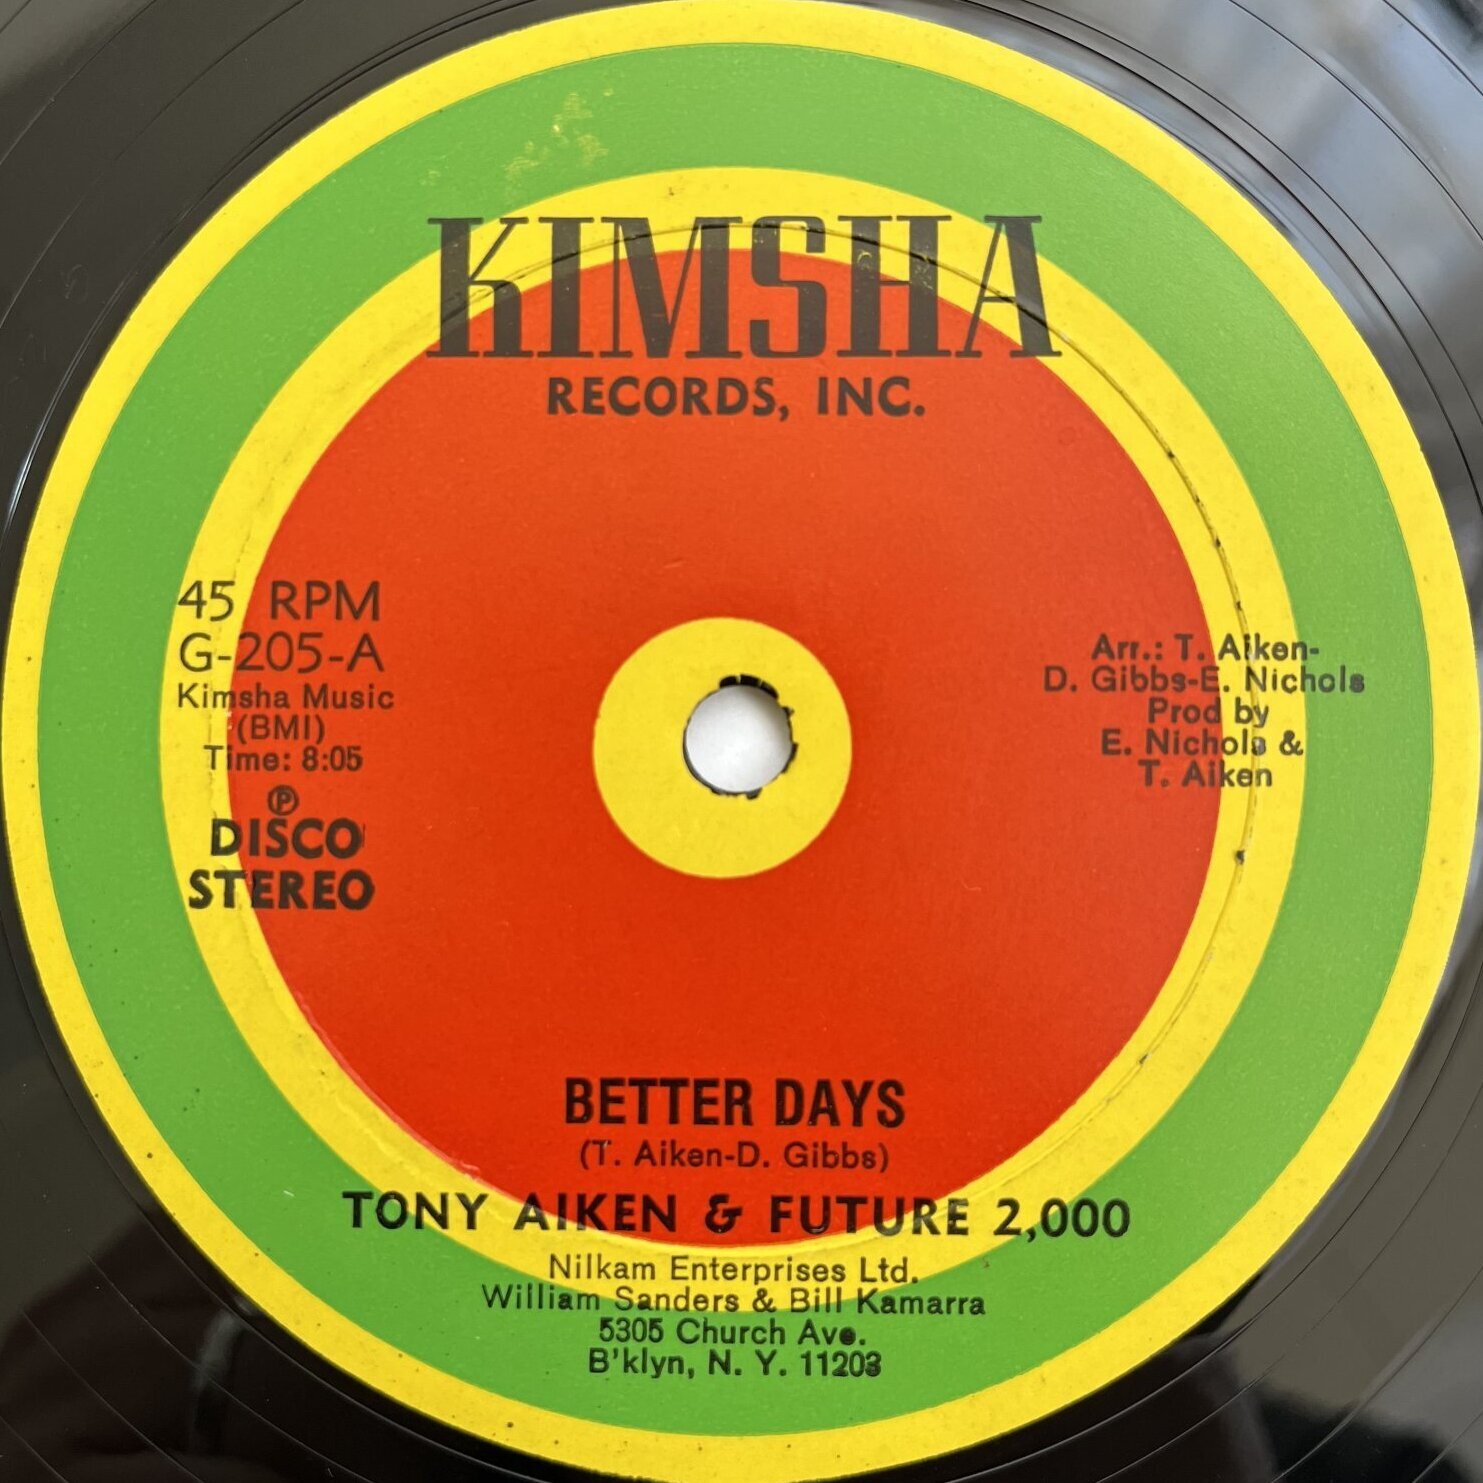 KIMSHA
RECORDS, INC.
45 RPM
G-205-A
Kimsha Music
(BMI)
Time: 8:05
Ⓟ
DISCO
STEREO
Arr.: T. Aiken-
D. Gibbs-E. Nichols
Prod by
E. Nichols &
T. Aiken
BETTER DAYS
(T. Aiken-D. Gibbs)
TONY AIKEN & FUTURE 2,000
Nilkam Enterprises Ltd.
William Sanders & Bill Kamarra
5305 Church Ave.
B'klyn, N. Y. 11203